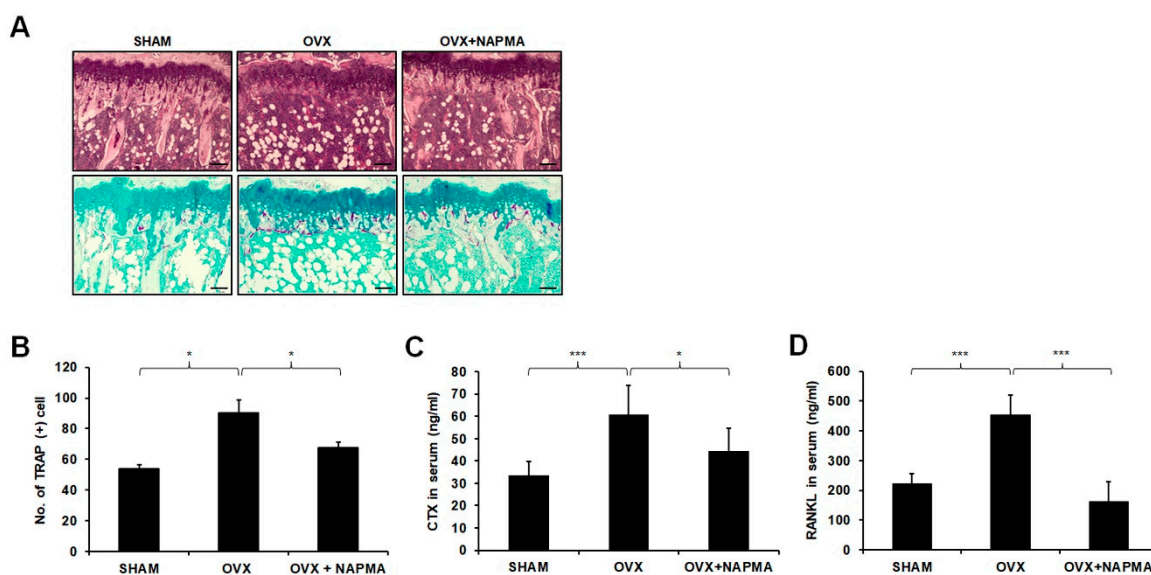 A
SHAM OVX OVX+NAPMA
B
* *
No. of TRAP (+) cell
120
100
80
60
40
20
0
SHAM OVX OVX + NAPMA
C
*** *
CTX in serum (ng/ml)
80
70
60
50
40
30
20
10
0
SHAM OVX OVX+NAPMA
D
*** ***
RANKL in serum (ng/ml)
600
500
400
300
200
100
0
SHAM OVX OVX+NAPMA